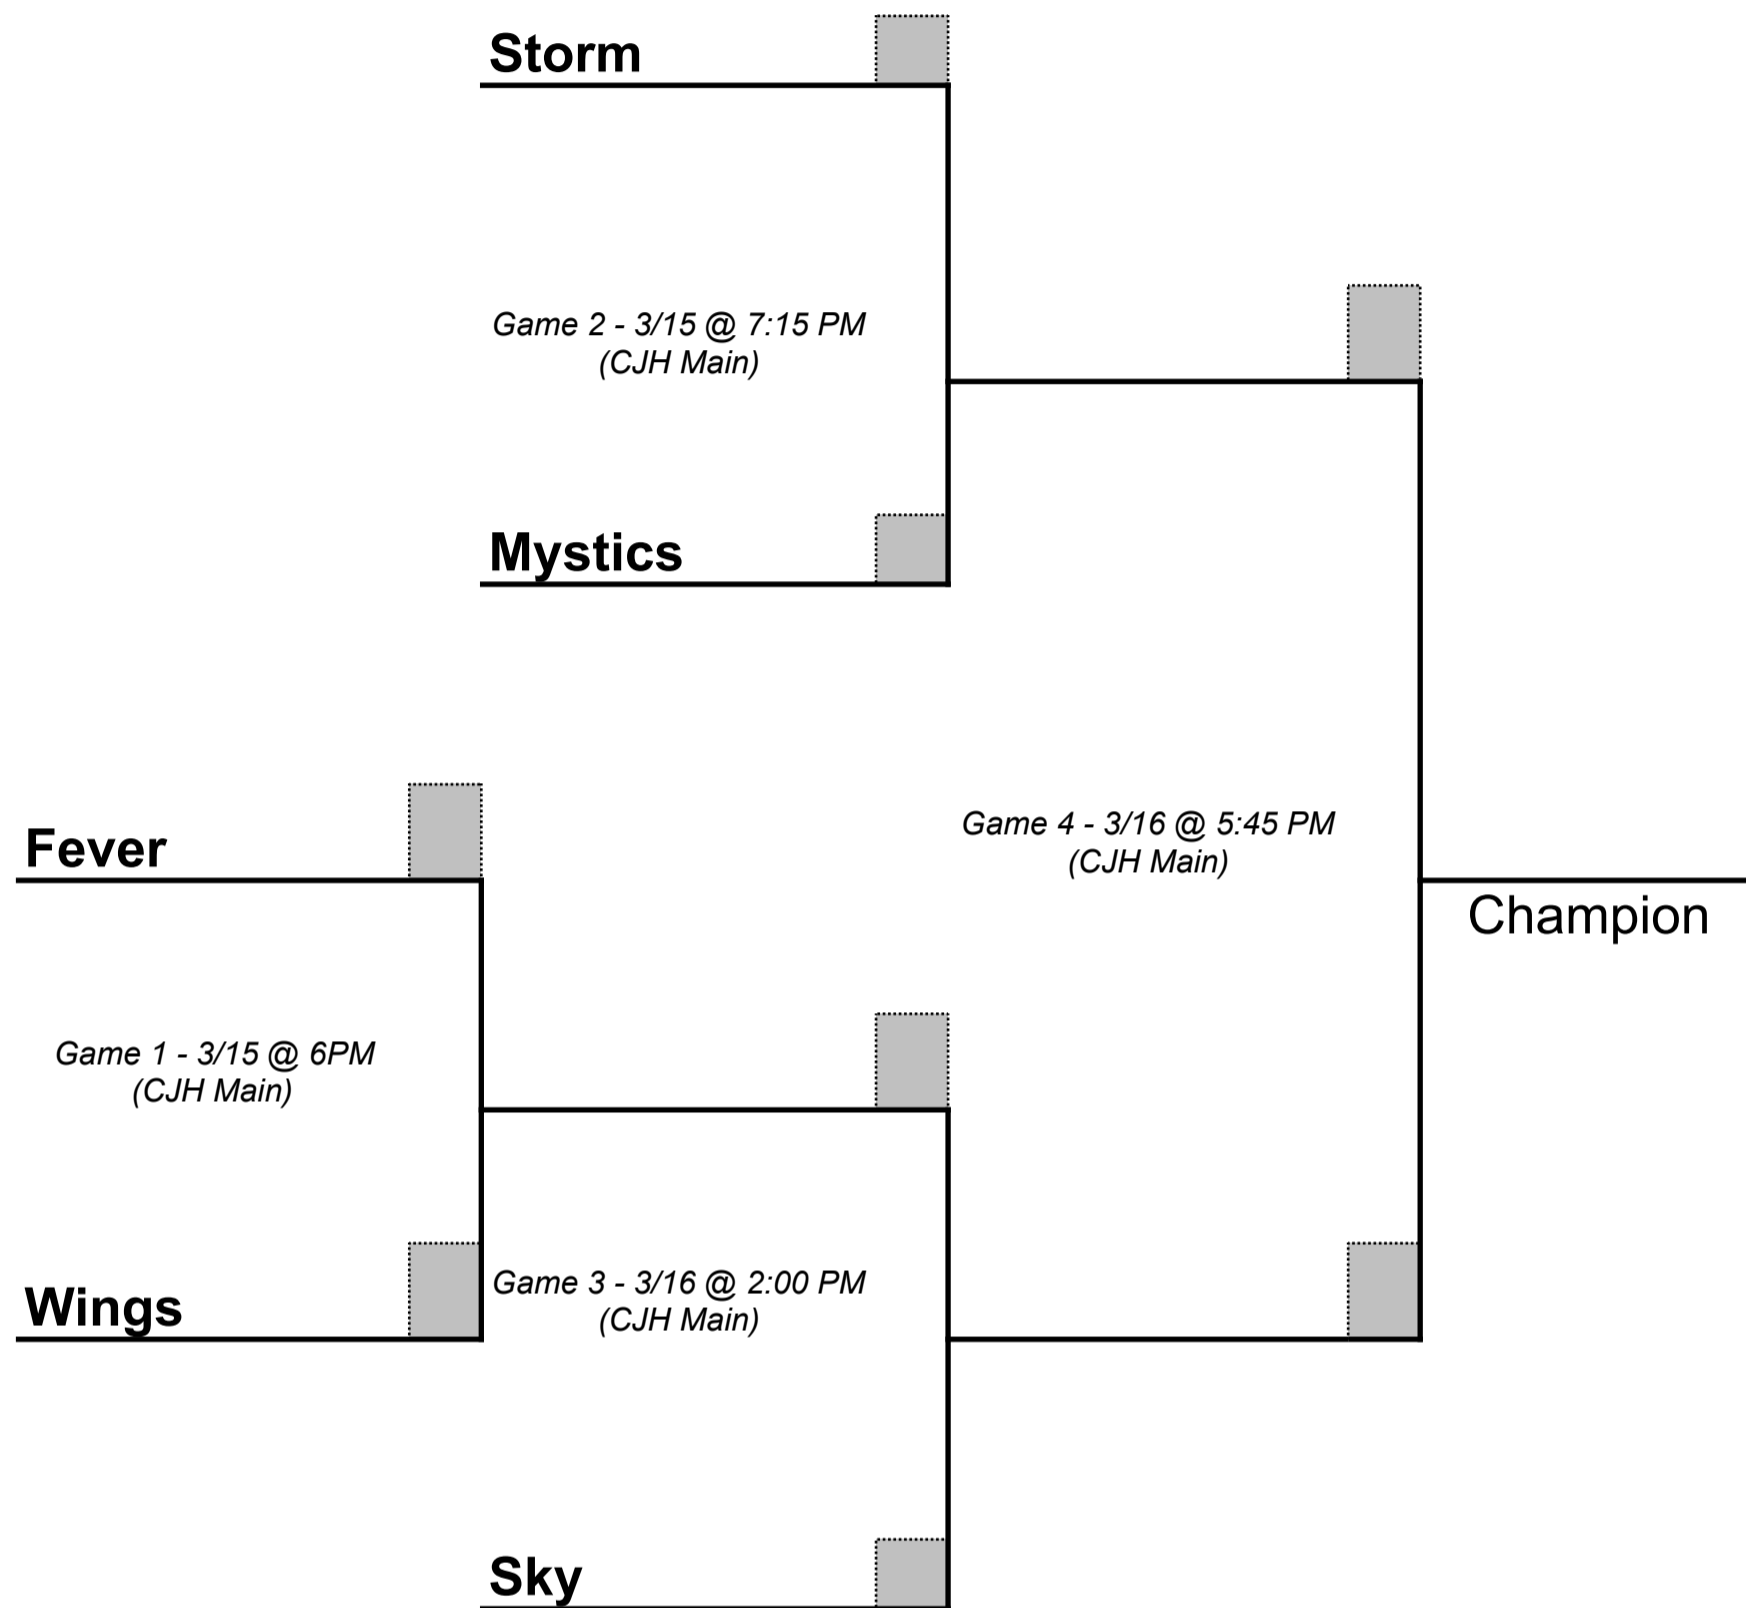 Storm
Game 2 - 3/15 @ 7:15 PM
(CJH Main)
Mystics
Fever
Game 4 - 3/16 @ 5:45 PM
(CJH Main)
Champion
Game 1 - 3/15 @ 6PM
(CJH Main)
Wings
Game 3 - 3/16 @ 2:00 PM
(CJH Main)
Sky